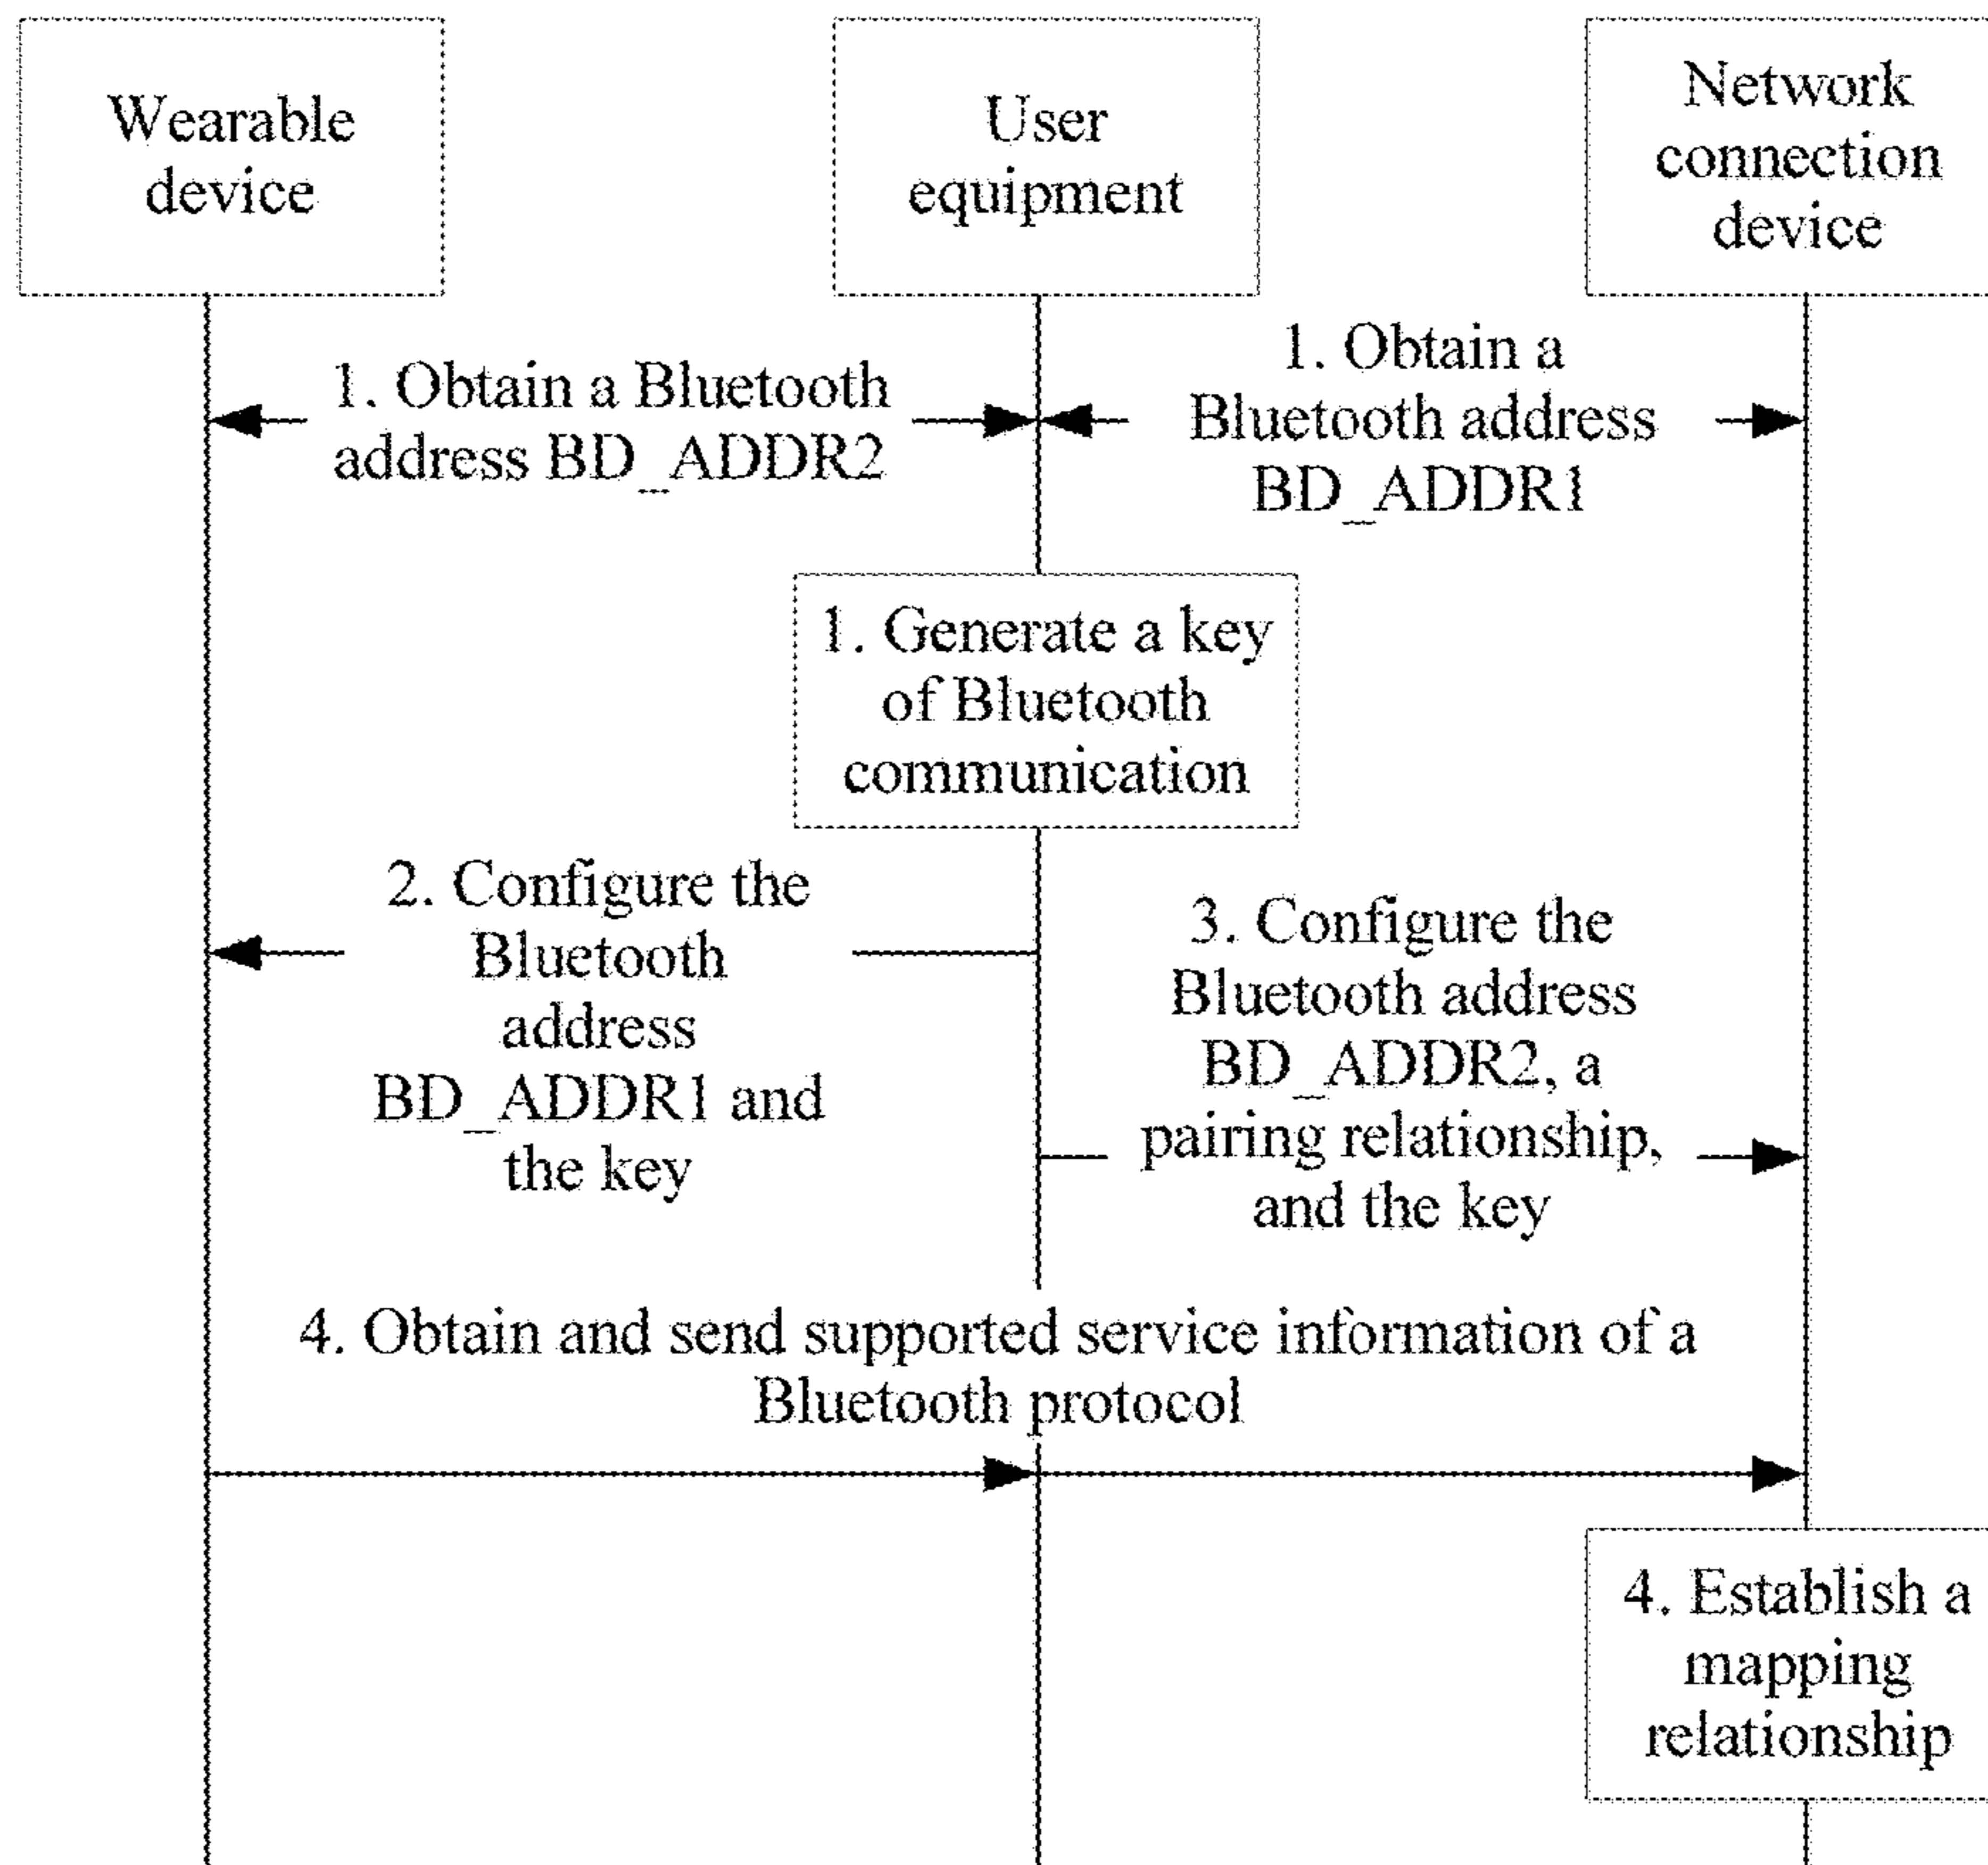 Wearable
device
User
equipment
Network
connection
device
1. Obtain a Bluetooth
address BD_ADDR2
1. Obtain a
Bluetooth address
BD_ADDR1
1. Generate a key
of Bluetooth
communication
2. Configure the
Bluetooth
address
BD_ADDR1 and
the key
3. Configure the
Bluetooth address
BD_ADDR2, a
pairing relationship,
and the key
4. Obtain and send supported service information of a
Bluetooth protocol
4. Establish a
mapping
relationship